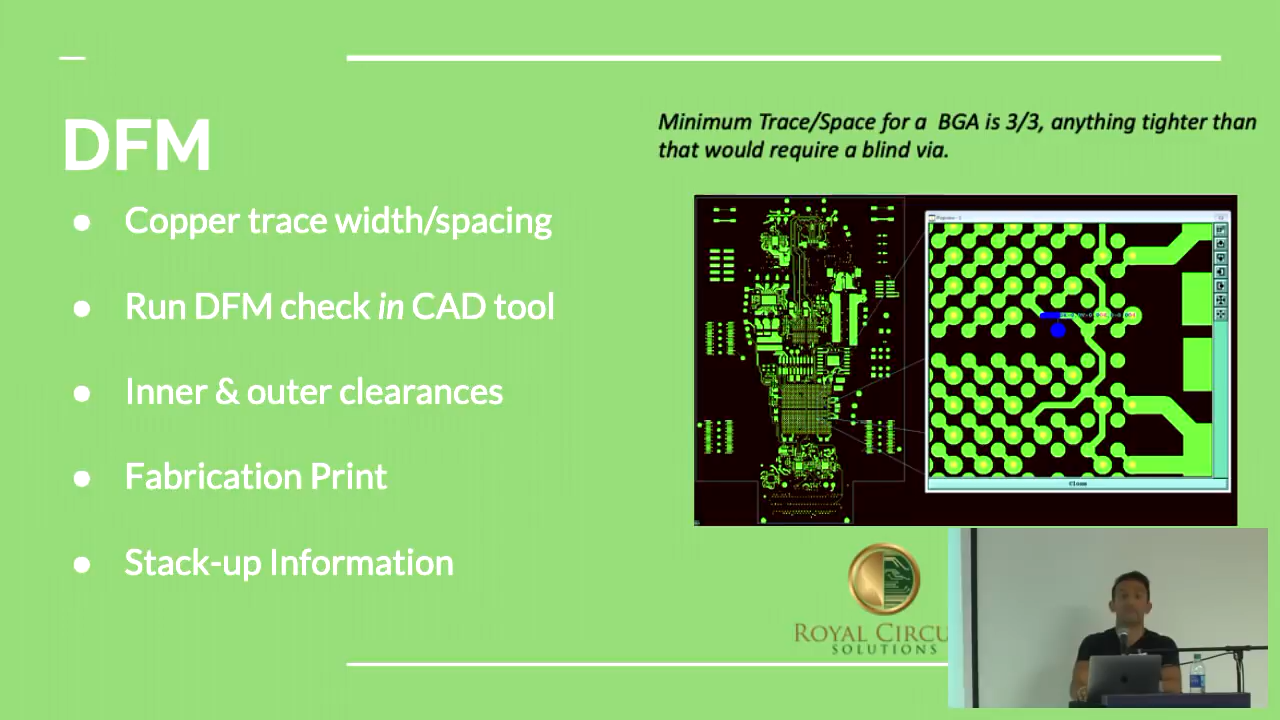 DFM
Minimum Trace/Space for a BGA is 3/3, anything tighter than
that would require a blind via.
● Copper trace width/spacing
● Run DFM check in CAD tool
● Inner & outer clearances
● Fabrication Print
● Stack-up Information
Close
ROYAL CIRCU
SOLUTIONS